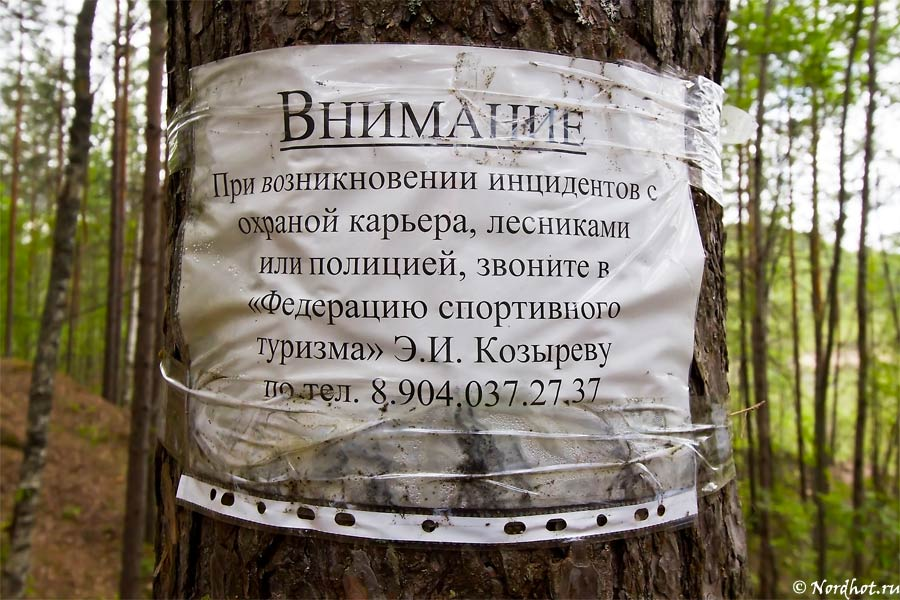 Внимание
При возникновении инцидентов с
охраной карьера, лесниками
или полицией, звоните в
«Федерацию спортивного
туризма» Э.И. Козыреву
по тел. 8.904.037.27.37
© Nordhot.ru